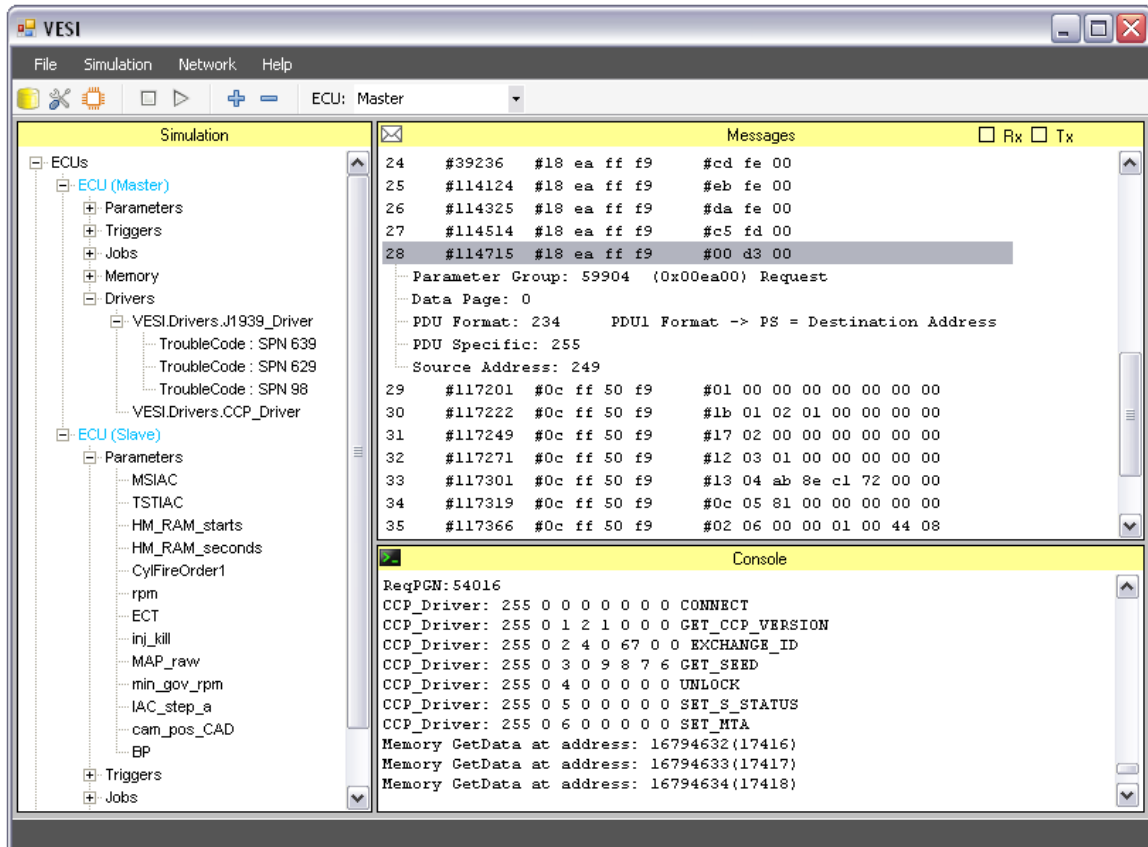 VESI
File Simulation Network Help
ECU: Master
Simulation
ECUs
ECU (Master)
Parameters
Triggers
Jobs
Memory
Drivers
VESI.Drivers.J1939_Driver
TroubleCode : SPN 639
TroubleCode : SPN 629
TroubleCode : SPN 98
VESI.Drivers.CCP_Driver
ECU (Slave)
Parameters
MSIAC
TSTIAC
HM_RAM_starts
HM_RAM_seconds
CylFireOrder1
rpm
ECT
inj_kill
MAP_raw
min_gov_rpm
IAC_step_a
cam_pos_CAD
BP
Triggers
Jobs
Messages Rx Tx
24 #39236 #18 ea ff f9 #cd fe 00
25 #114124 #18 ea ff f9 #eb fe 00
26 #114325 #18 ea ff f9 #da fe 00
27 #114514 #18 ea ff f9 #c5 fd 00
28 #114715 #18 ea ff f9 #00 d3 00
Parameter Group: 59904 (0x00ea00) Request
Data Page: 0
PDU Format: 234 PDU1 Format -> PS = Destination Address
PDU Specific: 255
Source Address: 249
29 #117201 #0c ff 50 f9 #01 00 00 00 00 00 00 00
30 #117222 #0c ff 50 f9 #1b 01 02 01 00 00 00 00
31 #117249 #0c ff 50 f9 #17 02 00 00 00 00 00 00
32 #117271 #0c ff 50 f9 #12 03 01 00 00 00 00 00
33 #117301 #0c ff 50 f9 #13 04 ab 8e c1 72 00 00
34 #117319 #0c ff 50 f9 #0c 05 81 00 00 00 00 00
35 #117366 #0c ff 50 f9 #02 06 00 00 01 00 44 08
Console
ReqPGN:54016
CCP_Driver: 255 0 0 0 0 0 0 0 CONNECT
CCP_Driver: 255 0 1 2 1 0 0 0 GET_CCP_VERSION
CCP_Driver: 255 0 2 4 0 67 0 0 EXCHANGE_ID
CCP_Driver: 255 0 3 0 9 8 7 6 GET_SEED
CCP_Driver: 255 0 4 0 0 0 0 0 UNLOCK
CCP_Driver: 255 0 5 0 0 0 0 0 SET_S_STATUS
CCP_Driver: 255 0 6 0 0 0 0 0 SET_MTA
Memory GetData at address: 16794632(17416)
Memory GetData at address: 16794633(17417)
Memory GetData at address: 16794634(17418)